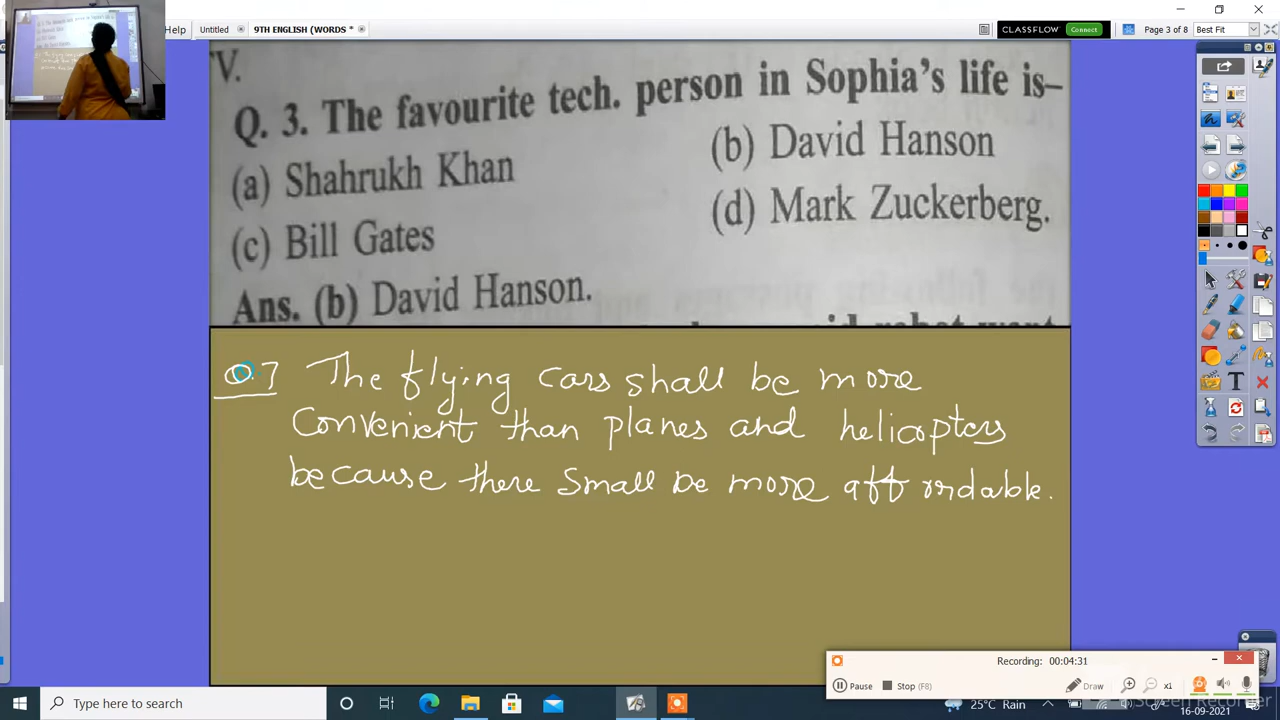 Help
Untitled
9TH ENGLISH (WORDS *
CLASSFLOW
Connect
Page 3 of 8
Best Fit
V.
Q. 3. The favourite tech. person in Sophia's life is–
(a) Shahrukh Khan
(b) David Hanson
(c) Bill Gates
(d) Mark Zuckerberg.
Ans. (b) David Hanson.
Q.7 The flying cars shall be more
Convenient than planes and helicopters
because there small be more affordable.
Recording: 00:04:31
Pause
Stop (F8)
Draw
x1
Type here to search
25°C Rain
16-09-2021
Screen Recorder